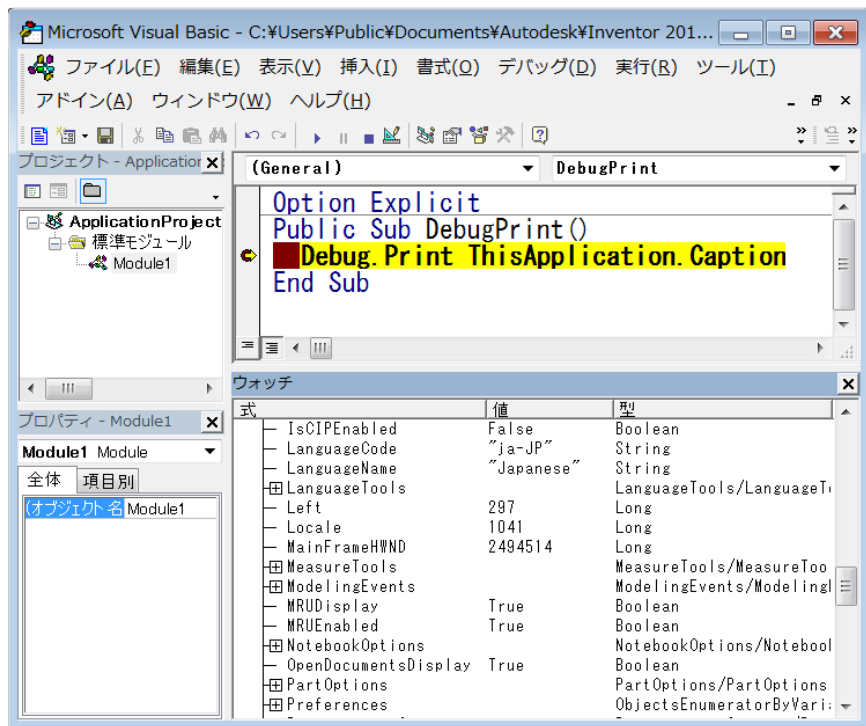 Microsoft Visual Basic - C:¥Users¥Public¥Documents¥Autodesk¥Inventor 201...
ファイル(F) 編集(E) 表示(V) 挿入(I) 書式(O) デバッグ(D) 実行(R) ツール(T)
アドイン(A) ウィンドウ(W) ヘルプ(H)
プロジェクト - Application
ApplicationProject
標準モジュール
Module1
(General) DebugPrint
Option Explicit
Public Sub DebugPrint()
Debug.Print ThisApplication.Caption
End Sub
プロパティ - Module1
Module1 Module
全体 項目別
(オブジェクト名 Module1
ウォッチ
式 値 型
IsCIPEnabled False Boolean
LanguageCode "ja-JP" String
LanguageName "Japanese" String
LanguageTools LanguageTools/LanguageT
Left 297 Long
Locale 1041 Long
MainFrameHWND 2494514 Long
MeasureTools MeasureTools/MeasureToo
ModelingEvents ModelingEvents/Modeling
MRUDisplay True Boolean
MRUEnabled True Boolean
NotebookOptions NotebookOptions/Noteboo
OpenDocumentsDisplay True Boolean
PartOptions PartOptions/PartOptions
Preferences ObjectsEnumeratorByVari